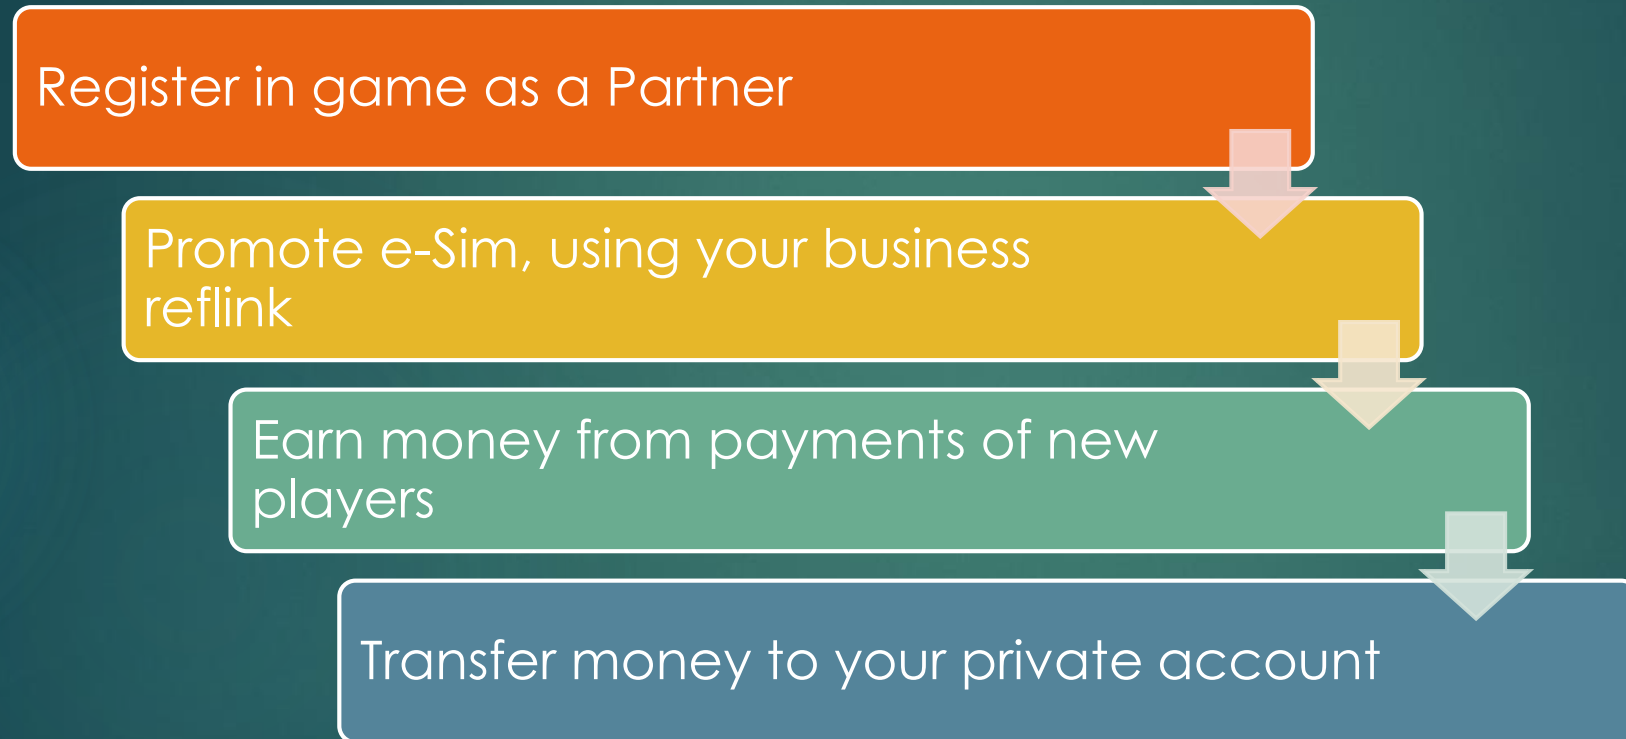 Register in game as a Partner
Promote e-Sim, using your business
reflink
Earn money from payments of new
players
Transfer money to your private account